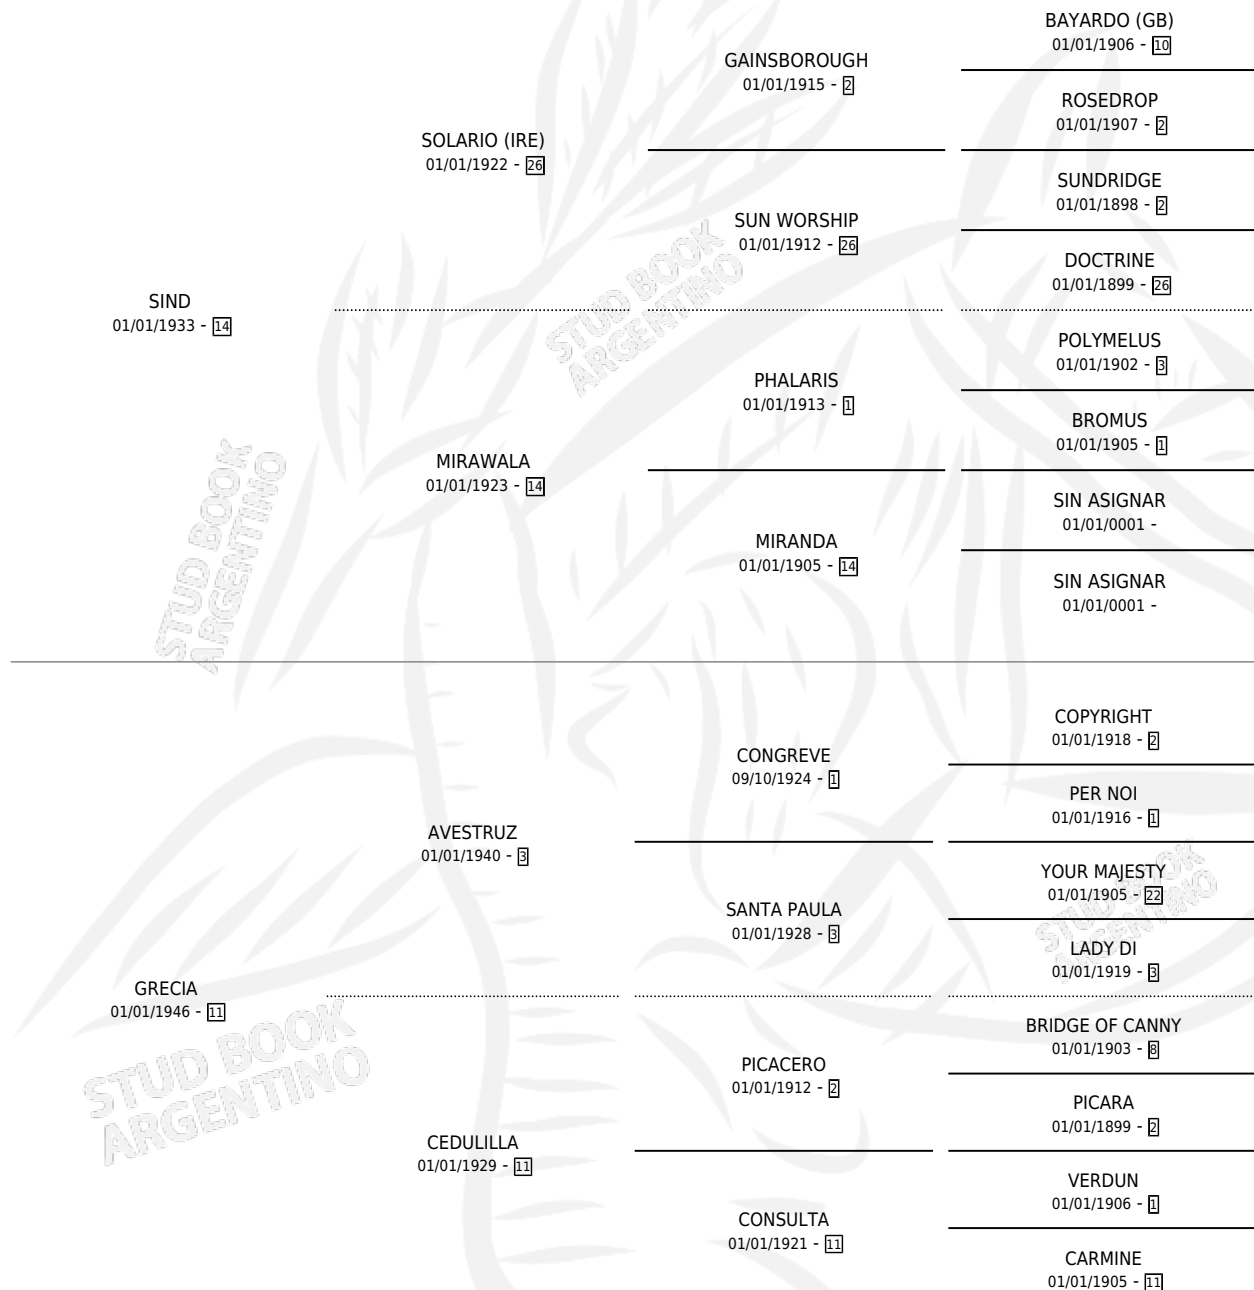 BAYARDO (GB)
01/01/1906 - 10
GAINSBOROUGH
01/01/1915 - 2
ROSEDROP
01/01/1907 - 2
SOLARIO (IRE)
01/01/1922 - 26
SUNDRIDGE
01/01/1898 - 2
SUN WORSHIP
01/01/1912 - 26
DOCTRINE
01/01/1899 - 26
SIND
01/01/1933 - 14
POLYMELUS
01/01/1902 - 3
PHALARIS
01/01/1913 - 1
BROMUS
01/01/1905 - 1
MIRAWALA
01/01/1923 - 14
SIN ASIGNAR
01/01/0001 -
MIRANDA
01/01/1905 - 14
SIN ASIGNAR
01/01/0001 -
STUD BOOK
ARGENTINO
STUD BOOK
ARGENTINO
COPYRIGHT
01/01/1918 - 2
CONGREVE
09/10/1924 - 1
PER NOI
01/01/1916 - 1
AVESTRUZ
01/01/1940 - 3
YOUR MAJESTY
01/01/1905 - 22
SANTA PAULA
01/01/1928 - 3
LADY DI
01/01/1919 - 3
GRECIA
01/01/1946 - 11
BRIDGE OF CANNY
01/01/1903 - 8
PICACERO
01/01/1912 - 2
PICARA
01/01/1899 - 2
CEDULILLA
01/01/1929 - 11
VERDUN
01/01/1906 - 1
CONSULTA
01/01/1921 - 11
CARMINE
01/01/1905 - 11
STUD BOOK
ARGENTINO
STUD BOOK
ARGENTINO